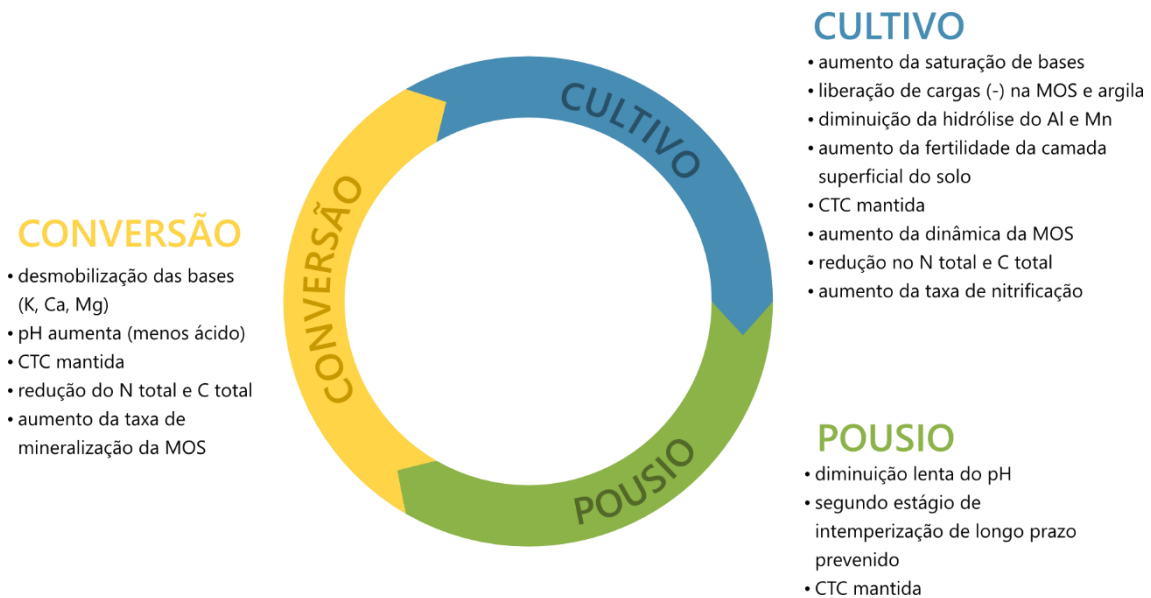 CULTIVO
• aumento da saturação de bases
• liberação de cargas (-) na MOS e argila
• diminuição da hidrólise do Al e Mn
• aumento da fertilidade da camada
superficial do solo
• CTC mantida
• aumento da dinâmica da MOS
• redução no N total e C total
• aumento da taxa de nitrificação
CULTIVO
CONVERSÃO
POUSIO
CONVERSÃO
• desmobilização das bases
(K, Ca, Mg)
• pH aumenta (menos ácido)
• CTC mantida
• redução do N total e C total
• aumento da taxa de
mineralização da MOS
POUSIO
• diminuição lenta do pH
• segundo estágio de
intemperização de longo prazo
prevenido
• CTC mantida